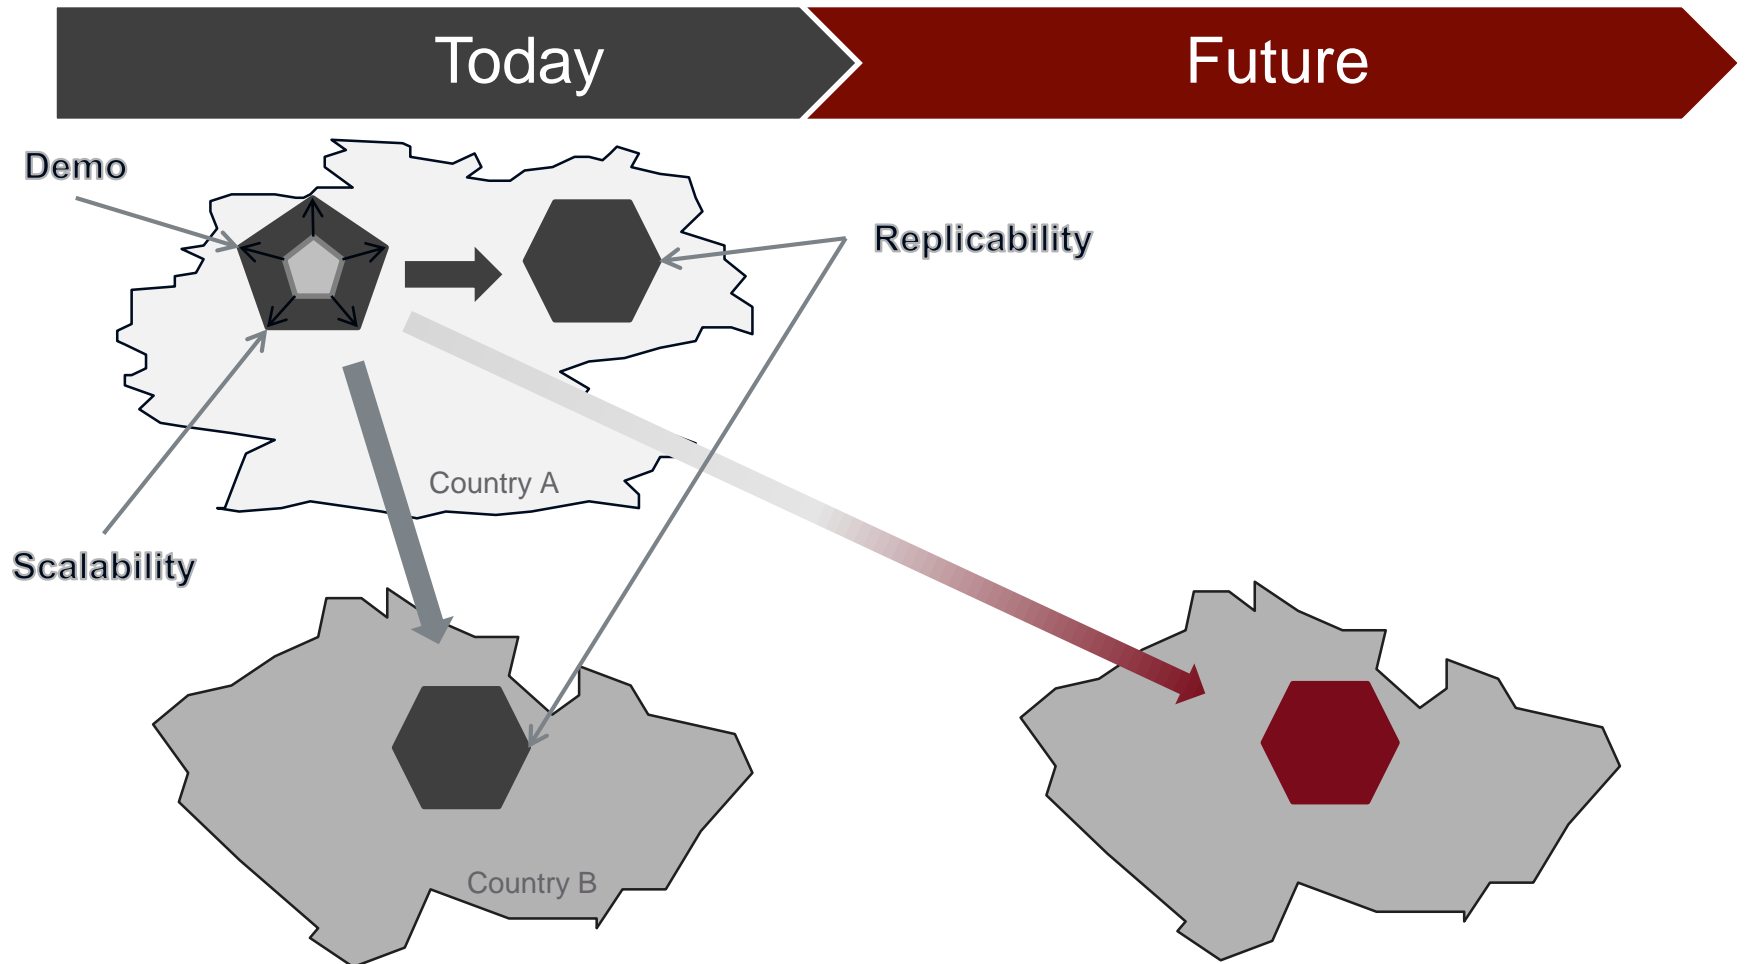 Today
Future
Demo
Replicability
Country A
Scalability
Country B